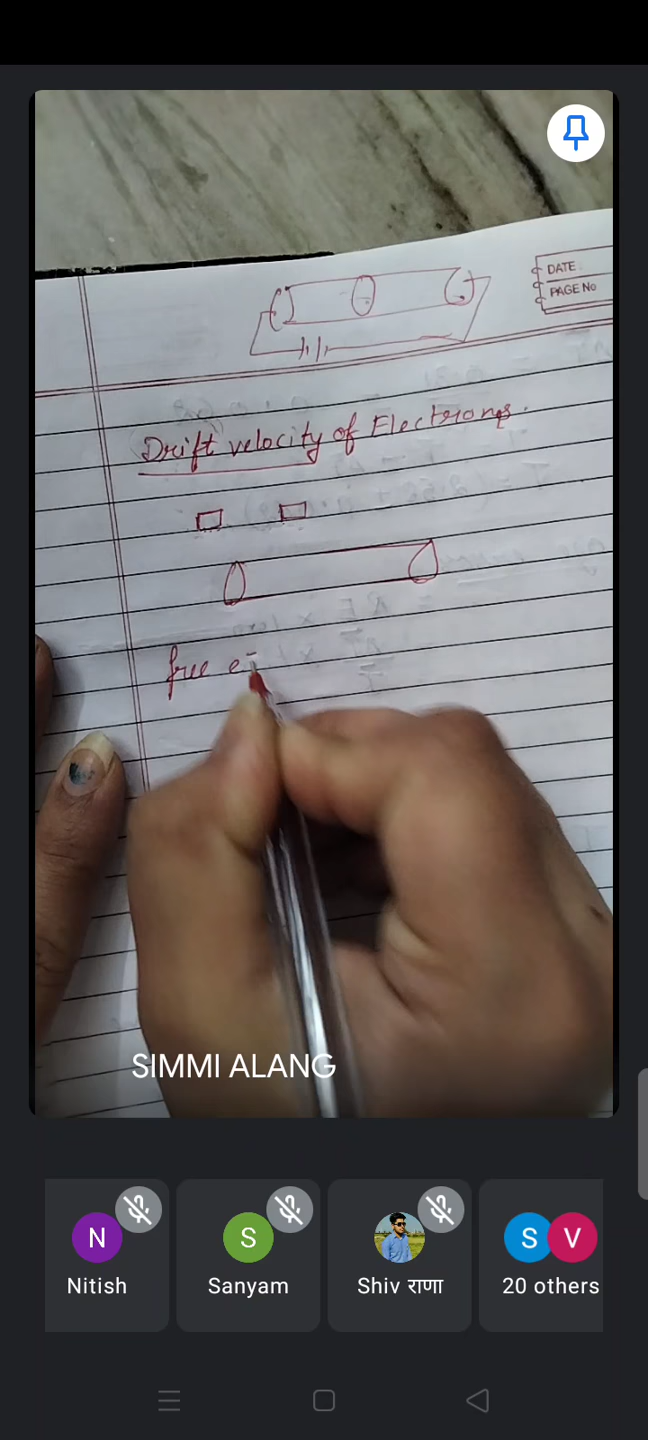 DATE
PAGE No
Drift velocity of Electrons.
free e-
SIMMI ALANG
N
S
S V
Nitish
Sanyam
Shiv राणा
20 others